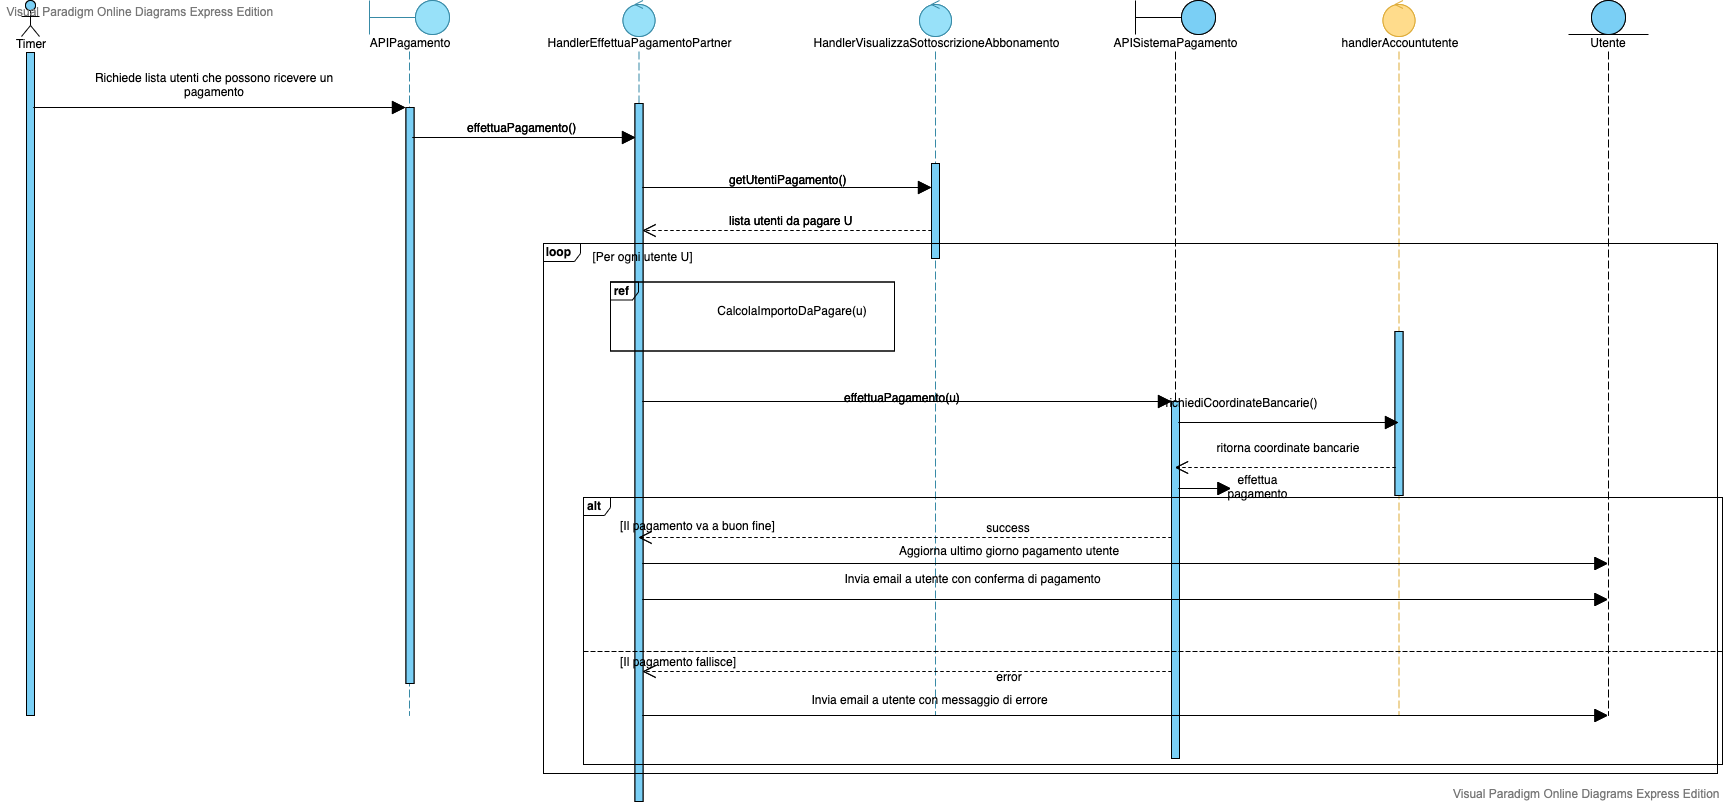 Visual Paradigm Online Diagrams Express Edition
Timer
APIPagamento
HandlerEffettuaPagamentoPartner
HandlerVisualizzaSottoscrizioneAbbonamento
APISistemaPagamento
handlerAccountutente
Utente
Richiede lista utenti che possono ricevere un
pagamento
effettuaPagamento()
getUtentiPagamento()
lista utenti da pagare U
loop
[Per ogni utente U]
ref
CalcolaImportoDaPagare(u)
effettuaPagamento(u)
richiediCoordinateBancarie()
ritorna coordinate bancarie
effettua
pagamento
alt
[Il pagamento va a buon fine]
success
Aggiorna ultimo giorno pagamento utente
Invia email a utente con conferma di pagamento
[Il pagamento fallisce]
error
Invia email a utente con messaggio di errore
Visual Paradigm Online Diagrams Express Edition